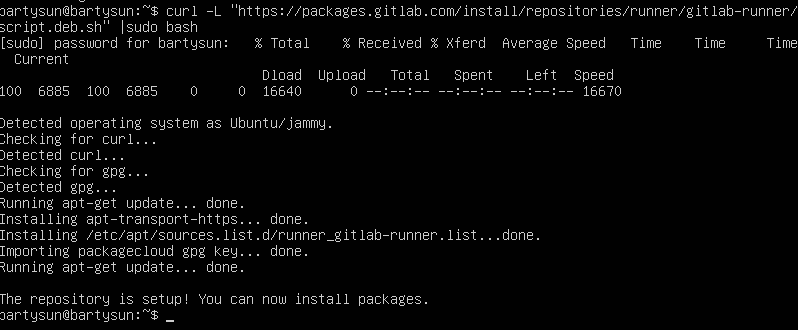 bartysun@bartysun:~$ curl -L "https://packages.gitlab.com/install/repositories/runner/gitlab-runner/
script.deb.sh" |sudo bash
[sudo] password for bartysun:   % Total    % Received % Xferd  Average Speed   Time    Time     Time
  Current
                                 Dload  Upload   Total   Spent    Left  Speed
100  6885  100  6885    0     0  16640      0 --:--:-- --:--:-- --:--:-- 16670
Detected operating system as Ubuntu/jammy.
Checking for curl...
Detected curl...
Checking for gpg...
Detected gpg...
Running apt-get update... done.
Installing apt-transport-https... done.
Installing /etc/apt/sources.list.d/runner_gitlab-runner.list...done.
Importing packagecloud gpg key... done.
Running apt-get update... done.
The repository is setup! You can now install packages.
bartysun@bartysun:~$ _